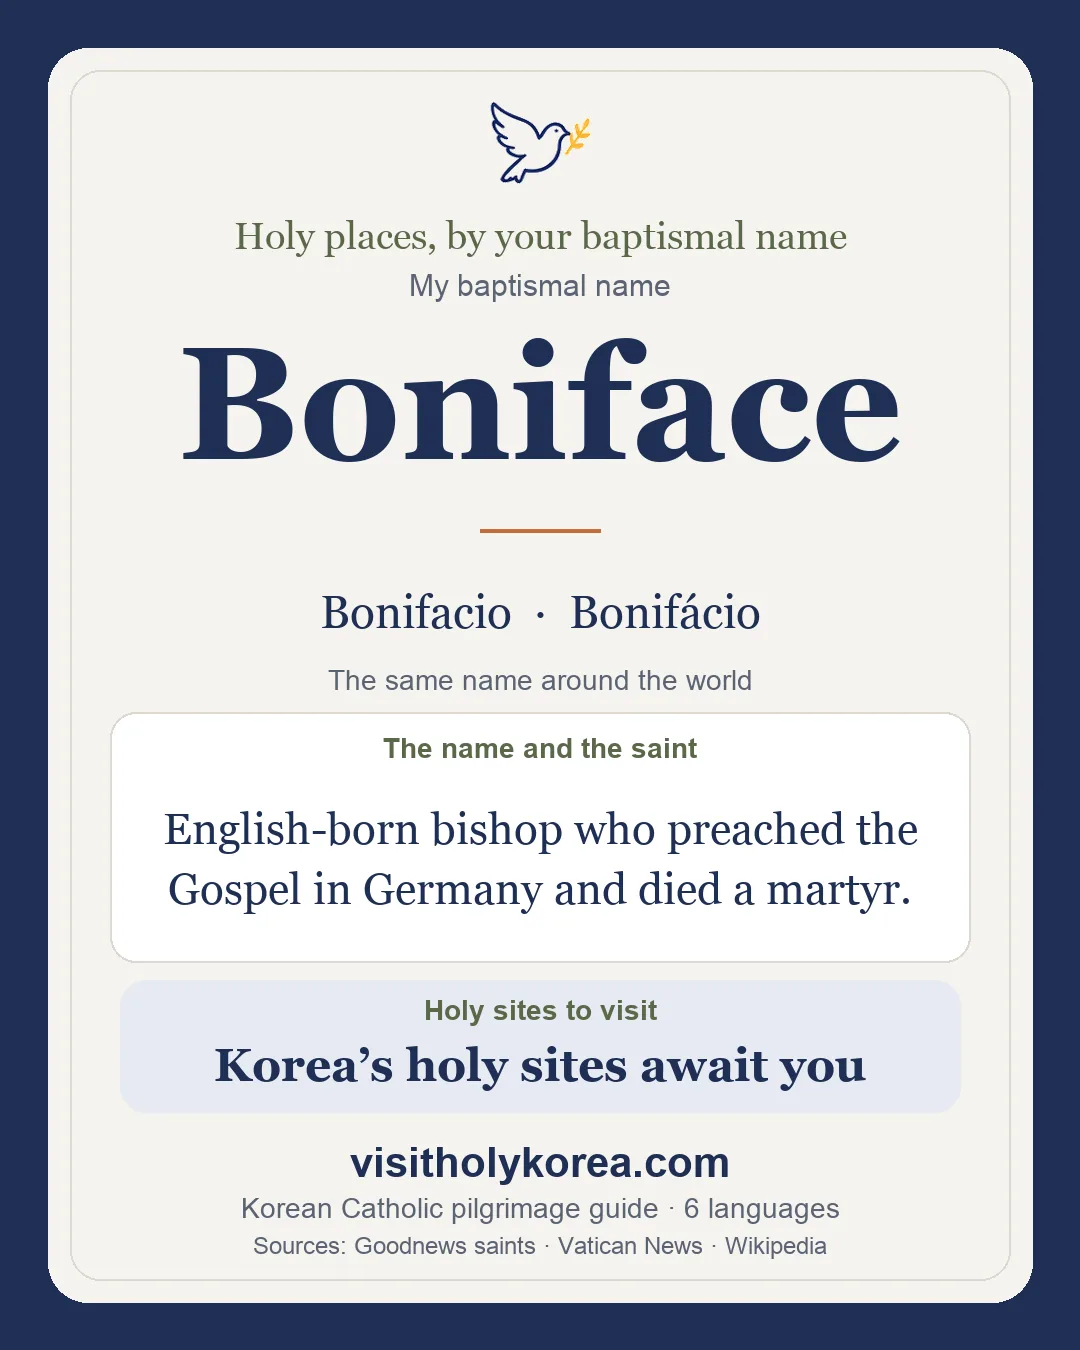 Holy places, by your baptismal name
My baptismal name
Boniface
Bonifacio · Bonifácio
The same name around the world
The name and the saint
English-born bishop who preached the
Gospel in Germany and died a martyr.
Holy sites to visit
Korea’s holy sites await you
visitholykorea.com
Korean Catholic pilgrimage guide · 6 languages
Sources: Goodnews saints · Vatican News · Wikipedia